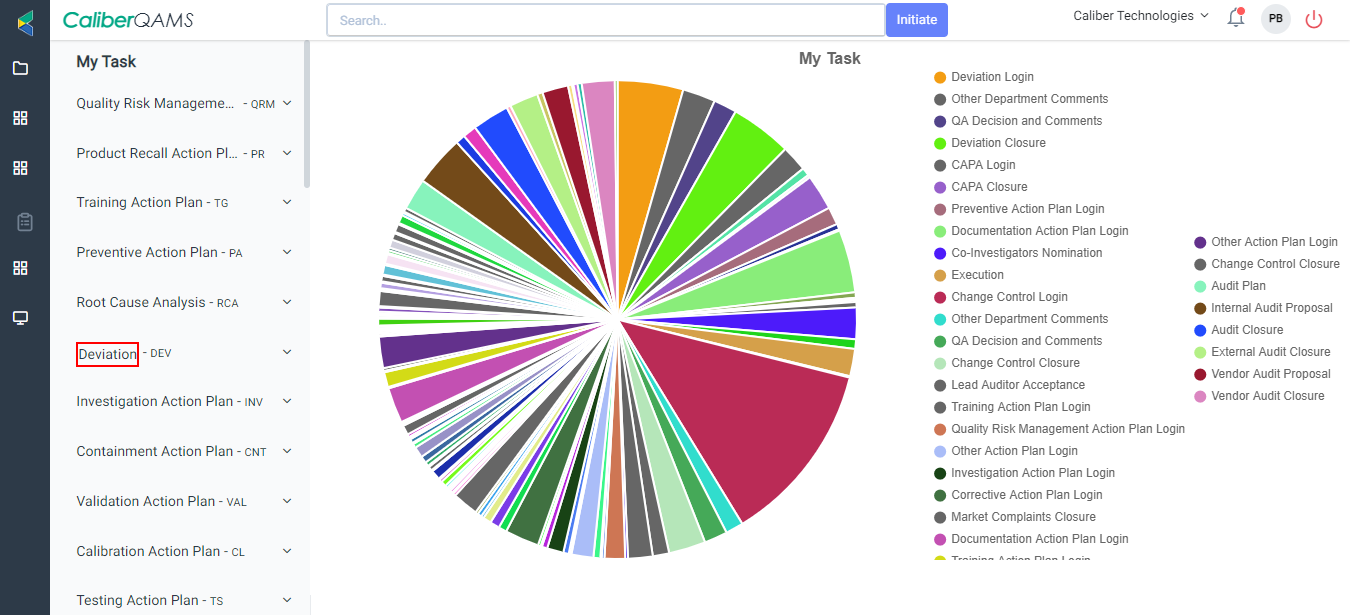 CaliberQAMS
Search..
Initiate
Caliber Technologies
PB
My Task
Quality Risk Manageme... - QRM
Product Recall Action Pl... - PR
Training Action Plan - TG
Preventive Action Plan - PA
Root Cause Analysis - RCA
Deviation - DEV
Investigation Action Plan - INV
Containment Action Plan - CNT
Validation Action Plan - VAL
Calibration Action Plan - CL
Testing Action Plan - TS
My Task
Deviation Login
Other Department Comments
QA Decision and Comments
Deviation Closure
CAPA Login
CAPA Closure
Preventive Action Plan Login
Documentation Action Plan Login
Co-Investigators Nomination
Execution
Change Control Login
Other Department Comments
QA Decision and Comments
Change Control Closure
Lead Auditor Acceptance
Training Action Plan Login
Quality Risk Management Action Plan Login
Other Action Plan Login
Investigation Action Plan Login
Corrective Action Plan Login
Market Complaints Closure
Documentation Action Plan Login
Training Action Plan Login
Other Action Plan Login
Change Control Closure
Audit Plan
Internal Audit Proposal
Audit Closure
External Audit Closure
Vendor Audit Proposal
Vendor Audit Closure